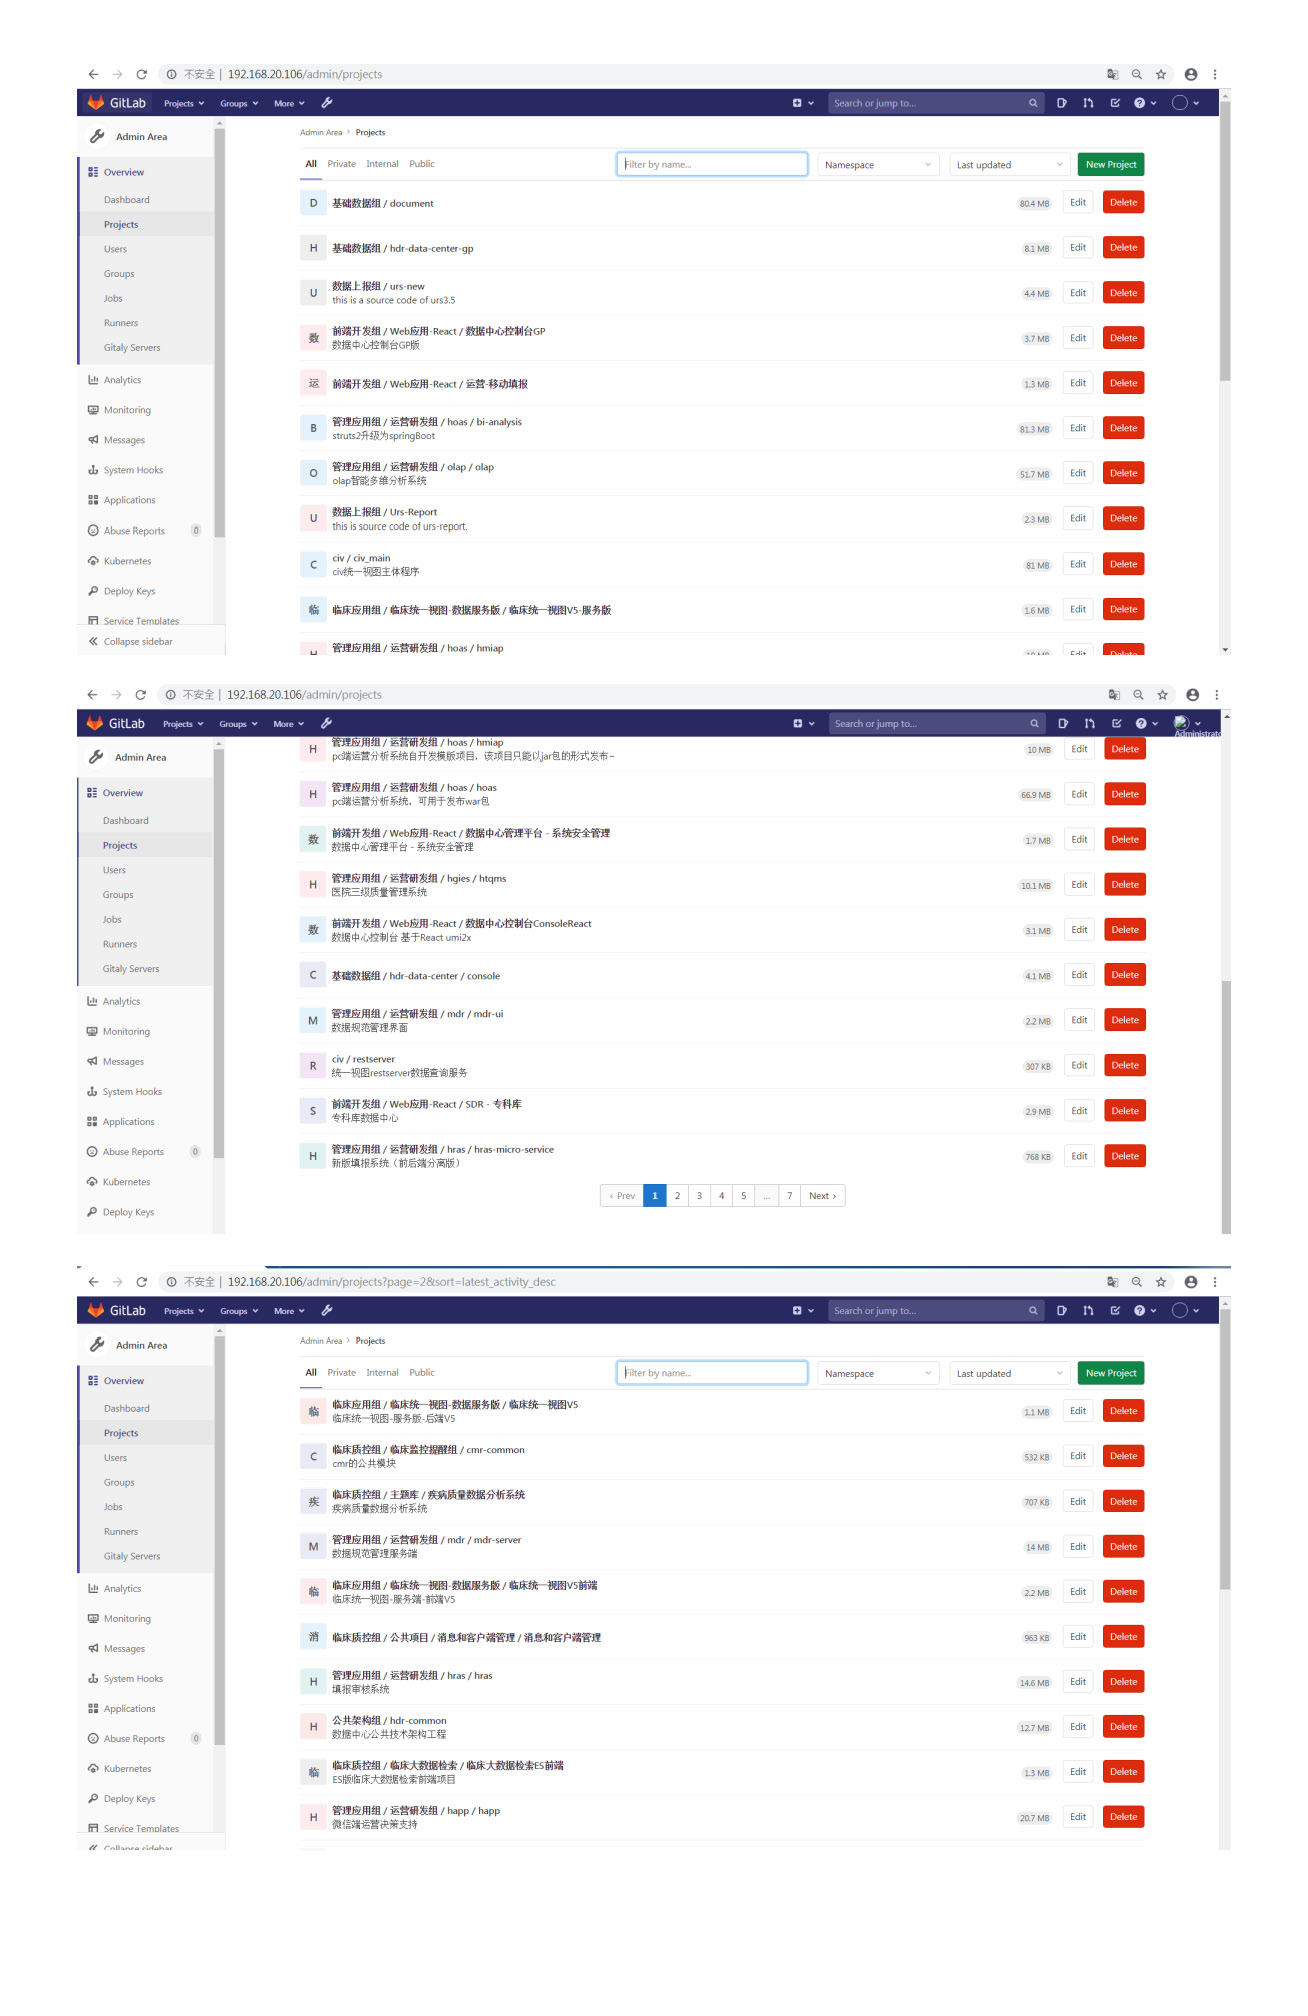 不安全 | 192.168.20.106/admin/projects
GitLab Projects Groups More Search or jump to...
Admin Area
Overview
Dashboard
Projects
Users
Groups
Jobs
Runners
Gitaly Servers
Analytics
Monitoring
Messages
System Hooks
Applications
Abuse Reports 0
Kubernetes
Deploy Keys
Service Templates
Collapse sidebar
Admin Area > Projects
All Private Internal Public Filter by name... Namespace Last updated New Project
D 基础数据组 / document 80.4 MB Edit Delete
H 基础数据组 / hdr-data-center-gp 8.1 MB Edit Delete
U 数据上报组 / urs-new 4.4 MB Edit Delete
this is a source code of urs3.5
数 前端开发组 / Web应用-React / 数据中心控制台GP 3.7 MB Edit Delete
数据中心控制台GP版
运 前端开发组 / Web应用-React / 运营-移动填报 1.3 MB Edit Delete
B 管理应用组 / 运营研发组 / hoas / bi-analysis 81.3 MB Edit Delete
struts2升级为springBoot
O 管理应用组 / 运营研发组 / olap / olap 51.7 MB Edit Delete
olap智能多维分析系统
U 数据上报组 / Urs-Report 2.3 MB Edit Delete
this is source code of urs-report.
C civ / civ_main 81 MB Edit Delete
civ统一视图主体程序
临 临床应用组 / 临床统一视图-数据服务版 / 临床统一视图V5-服务版 1.6 MB Edit Delete
H 管理应用组 / 运营研发组 / hoas / hmiap 10 MB Edit Delete
不安全 | 192.168.20.106/admin/projects
GitLab Projects Groups More Search or jump to... Administrato
Admin Area
Overview
Dashboard
Projects
Users
Groups
Jobs
Runners
Gitaly Servers
Analytics
Monitoring
Messages
System Hooks
Applications
Abuse Reports 0
Kubernetes
Deploy Keys
H 管理应用组 / 运营研发组 / hoas / hmiap 10 MB Edit Delete
pc端运营分析系统自开发模版项目，该项目只能以jar包的形式发布~
H 管理应用组 / 运营研发组 / hoas / hoas 66.9 MB Edit Delete
pc端运营分析系统，可用于发布war包
数 前端开发组 / Web应用-React / 数据中心管理平台 - 系统安全管理 1.7 MB Edit Delete
数据中心管理平台 - 系统安全管理
H 管理应用组 / 运营研发组 / hgies / htqms 10.1 MB Edit Delete
医院三级质量管理系统
数 前端开发组 / Web应用-React / 数据中心控制台ConsoleReact 3.1 MB Edit Delete
数据中心控制台 基于React umi2x
C 基础数据组 / hdr-data-center / console 4.1 MB Edit Delete
M 管理应用组 / 运营研发组 / mdr / mdr-ui 2.2 MB Edit Delete
数据规范管理界面
R civ / restserver 307 KB Edit Delete
统一视图restserver数据查询服务
S 前端开发组 / Web应用-React / SDR - 专科库 2.9 MB Edit Delete
专科库数据中心
H 管理应用组 / 运营研发组 / hras / hras-micro-service 768 KB Edit Delete
新版填报系统（前后端分离版）
‹ Prev 1 2 3 4 5 ... 7 Next ›
不安全 | 192.168.20.106/admin/projects?page=2&sort=latest_activity_desc
GitLab Projects Groups More Search or jump to...
Admin Area
Overview
Dashboard
Projects
Users
Groups
Jobs
Runners
Gitaly Servers
Analytics
Monitoring
Messages
System Hooks
Applications
Abuse Reports 0
Kubernetes
Deploy Keys
Service Templates
Collapse sidebar
Admin Area > Projects
All Private Internal Public Filter by name... Namespace Last updated New Project
临 临床应用组 / 临床统一视图-数据服务版 / 临床统一视图V5 1.1 MB Edit Delete
临床统一视图-服务版-后端V5
C 临床质控组 / 临床监控提醒组 / cmr-common 532 KB Edit Delete
cmr的公共模块
疾 临床质控组 / 主题库 / 疾病质量数据分析系统 707 KB Edit Delete
疾病质量数据分析系统
M 管理应用组 / 运营研发组 / mdr / mdr-server 14 MB Edit Delete
数据规范管理服务端
临 临床应用组 / 临床统一视图-数据服务版 / 临床统一视图V5前端 2.2 MB Edit Delete
临床统一视图-服务端-前端V5
消 临床质控组 / 公共项目 / 消息和客户端管理 / 消息和客户端管理 963 KB Edit Delete
H 管理应用组 / 运营研发组 / hras / hras 14.6 MB Edit Delete
填报审核系统
H 公共架构组 / hdr-common 12.7 MB Edit Delete
数据中心公共技术架构工程
临 临床质控组 / 临床大数据检索 / 临床大数据检索ES前端 1.3 MB Edit Delete
ES版临床大数据检索前端项目
H 管理应用组 / 运营研发组 / happ / happ 20.7 MB Edit Delete
微信端运营决策支持